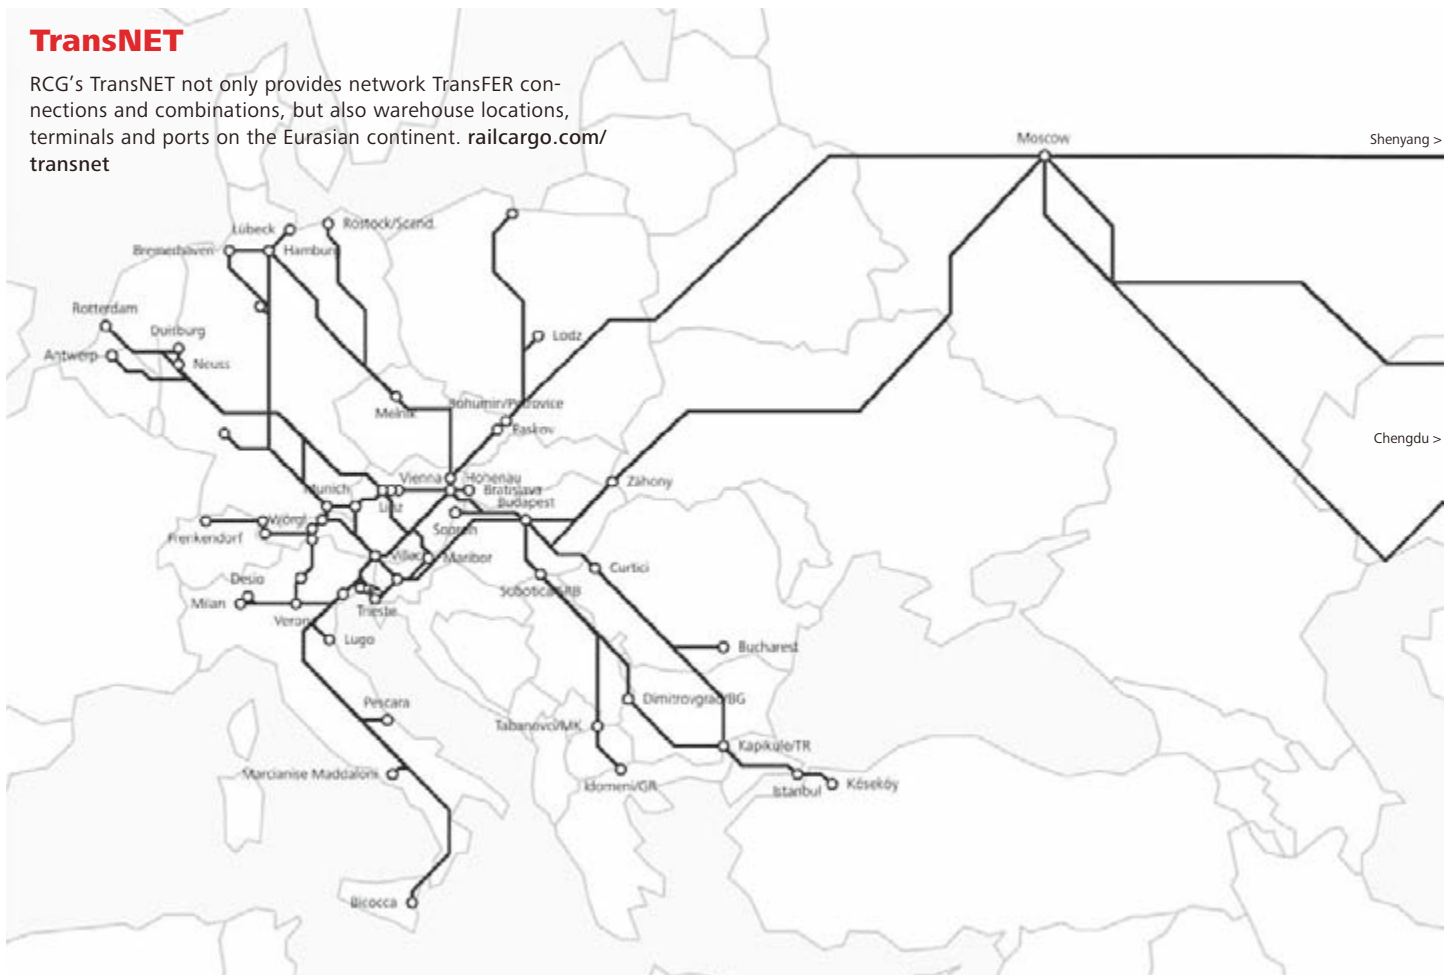 TransNET
RCG's TransNET not only provides network TransFER con-
nections and combinations, but also warehouse locations,
terminals and ports on the Eurasian continent. railcargo.com/
transnet
Moscow
Shenyang >
Rostock/Scand.
Lübeck
Bremerhaven
Hamburg
Rotterdam
Duisburg
Lodz
Antwerp
Neuss
Melnik
Bohumin/Petrovice
Paskov
Chengdu >
Vienna
Hohenau
Záhony
Munich
Bratislava
Linz
Budapest
Wörgl
Sopron
Frenkendorf
Villach
Maribor
Curtici
Desio
Subotica/SRB
Milan
Trieste
Verona
Lugo
Bucharest
Pescara
Dimitrovgrad/BG
Tabanovci/MK
Kapikule/TR
Marcianise Maddaloni
Idomeni/GR
Istanbul
Köseköy
Bicocca